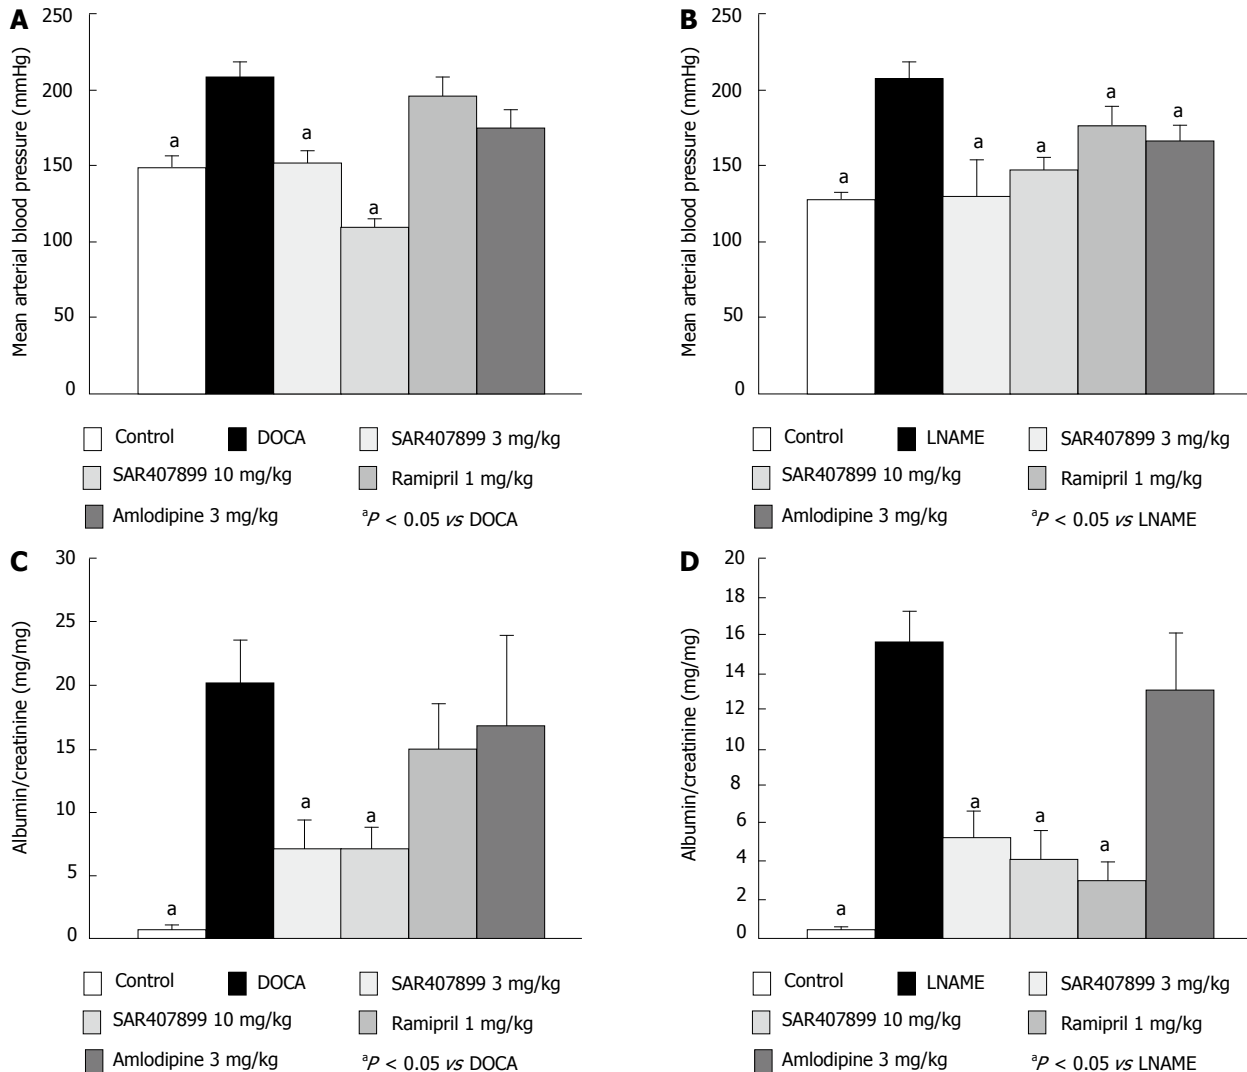 A
250
200
150
100
50
0
Mean arterial blood pressure (mmHg)
a
a
a
Control
DOCA
SAR407899 3 mg/kg
SAR407899 10 mg/kg
Ramipril 1 mg/kg
Amlodipine 3 mg/kg
ᵃP < 0.05 vs DOCA
B
250
200
150
100
50
0
Mean arterial blood pressure (mmHg)
a
a
a
a
a
Control
LNAME
SAR407899 3 mg/kg
SAR407899 10 mg/kg
Ramipril 1 mg/kg
Amlodipine 3 mg/kg
ᵃP < 0.05 vs LNAME
C
30
25
20
15
10
5
0
Albumin/creatinine (mg/mg)
a
a
a
Control
DOCA
SAR407899 3 mg/kg
SAR407899 10 mg/kg
Ramipril 1 mg/kg
Amlodipine 3 mg/kg
ᵃP < 0.05 vs DOCA
D
20
18
16
14
12
10
8
6
4
2
0
Albumin/creatinine (mg/mg)
a
a
a
a
Control
LNAME
SAR407899 3 mg/kg
SAR407899 10 mg/kg
Ramipril 1 mg/kg
Amlodipine 3 mg/kg
ᵃP < 0.05 vs LNAME